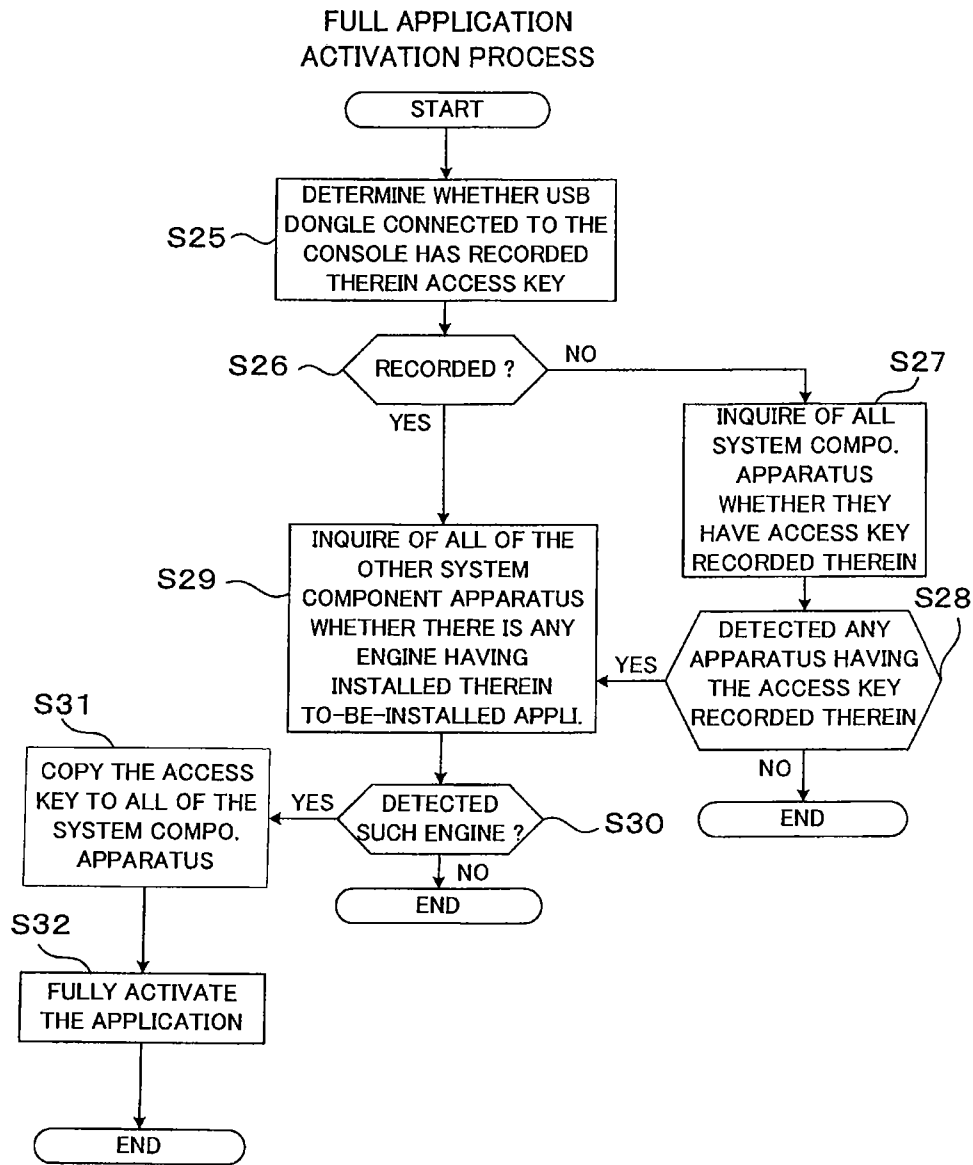 FULL APPLICATION
ACTIVATION PROCESS
START
DETERMINE WHETHER USB
DONGLE CONNECTED TO THE
CONSOLE HAS RECORDED
THEREIN ACCESS KEY
S25
S26
RECORDED ?
NO
YES
S27
INQUIRE OF ALL
SYSTEM COMPO.
APPARATUS
WHETHER THEY
HAVE ACCESS KEY
RECORDED THEREIN
S29
INQUIRE OF ALL OF THE
OTHER SYSTEM
COMPONENT APPARATUS
WHETHER THERE IS ANY
ENGINE HAVING
INSTALLED THEREIN
TO-BE-INSTALLED APPLI.
S28
DETECTED ANY
APPARATUS HAVING
THE ACCESS KEY
RECORDED THEREIN
YES
NO
END
S30
DETECTED
SUCH ENGINE ?
YES
NO
END
S31
COPY THE ACCESS
KEY TO ALL OF THE
SYSTEM COMPO.
APPARATUS
S32
FULLY ACTIVATE
THE APPLICATION
END